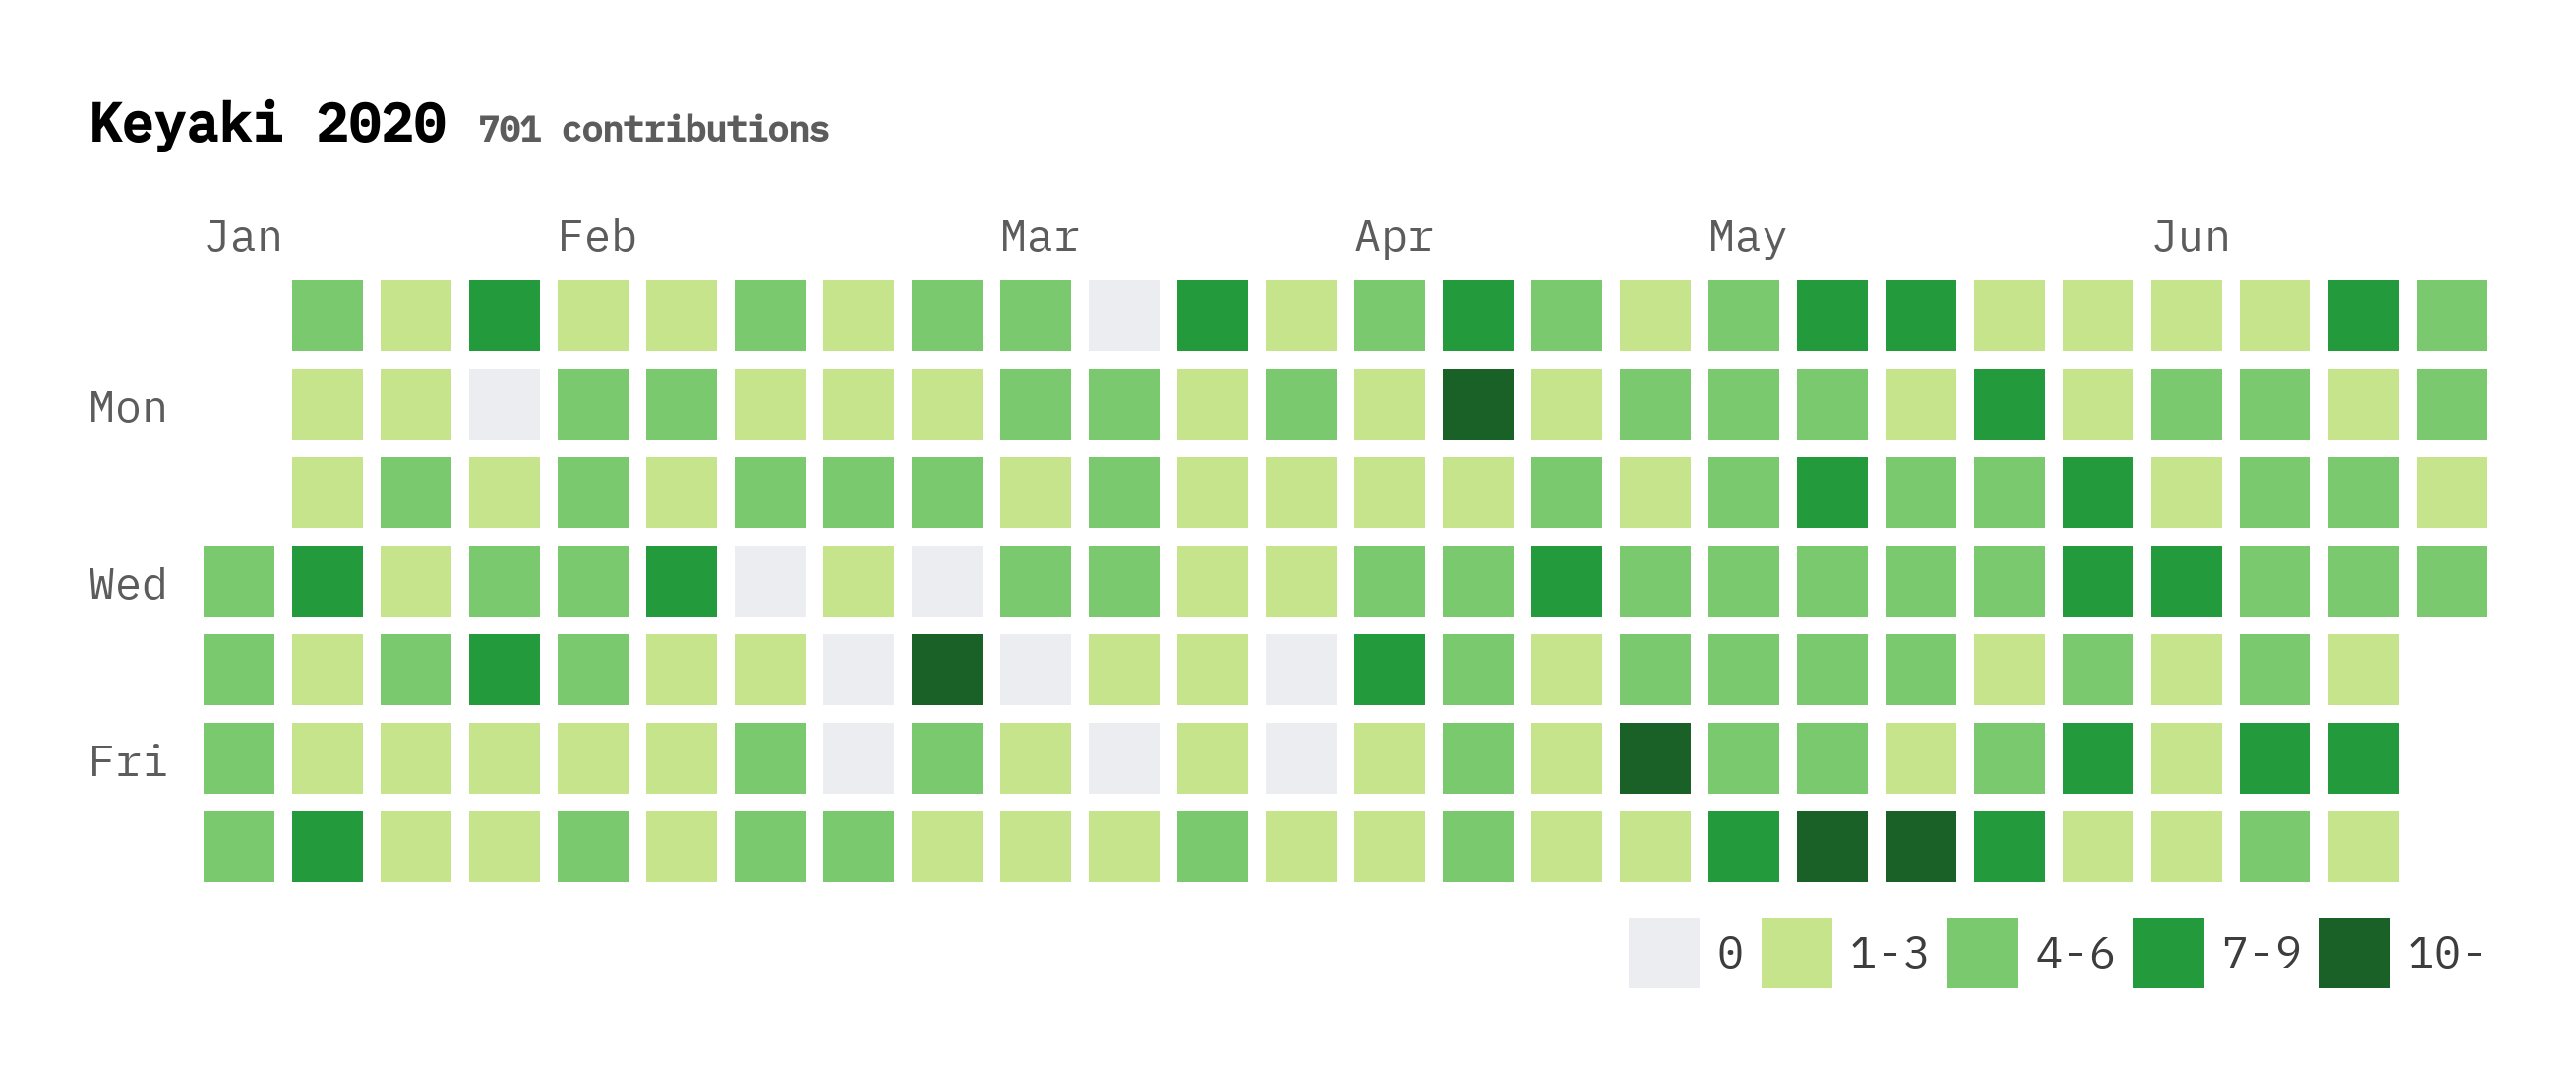 Keyaki 2020 701 contributions
Jan Feb Mar Apr May Jun
Mon
Wed
Fri
0 1-3 4-6 7-9 10-